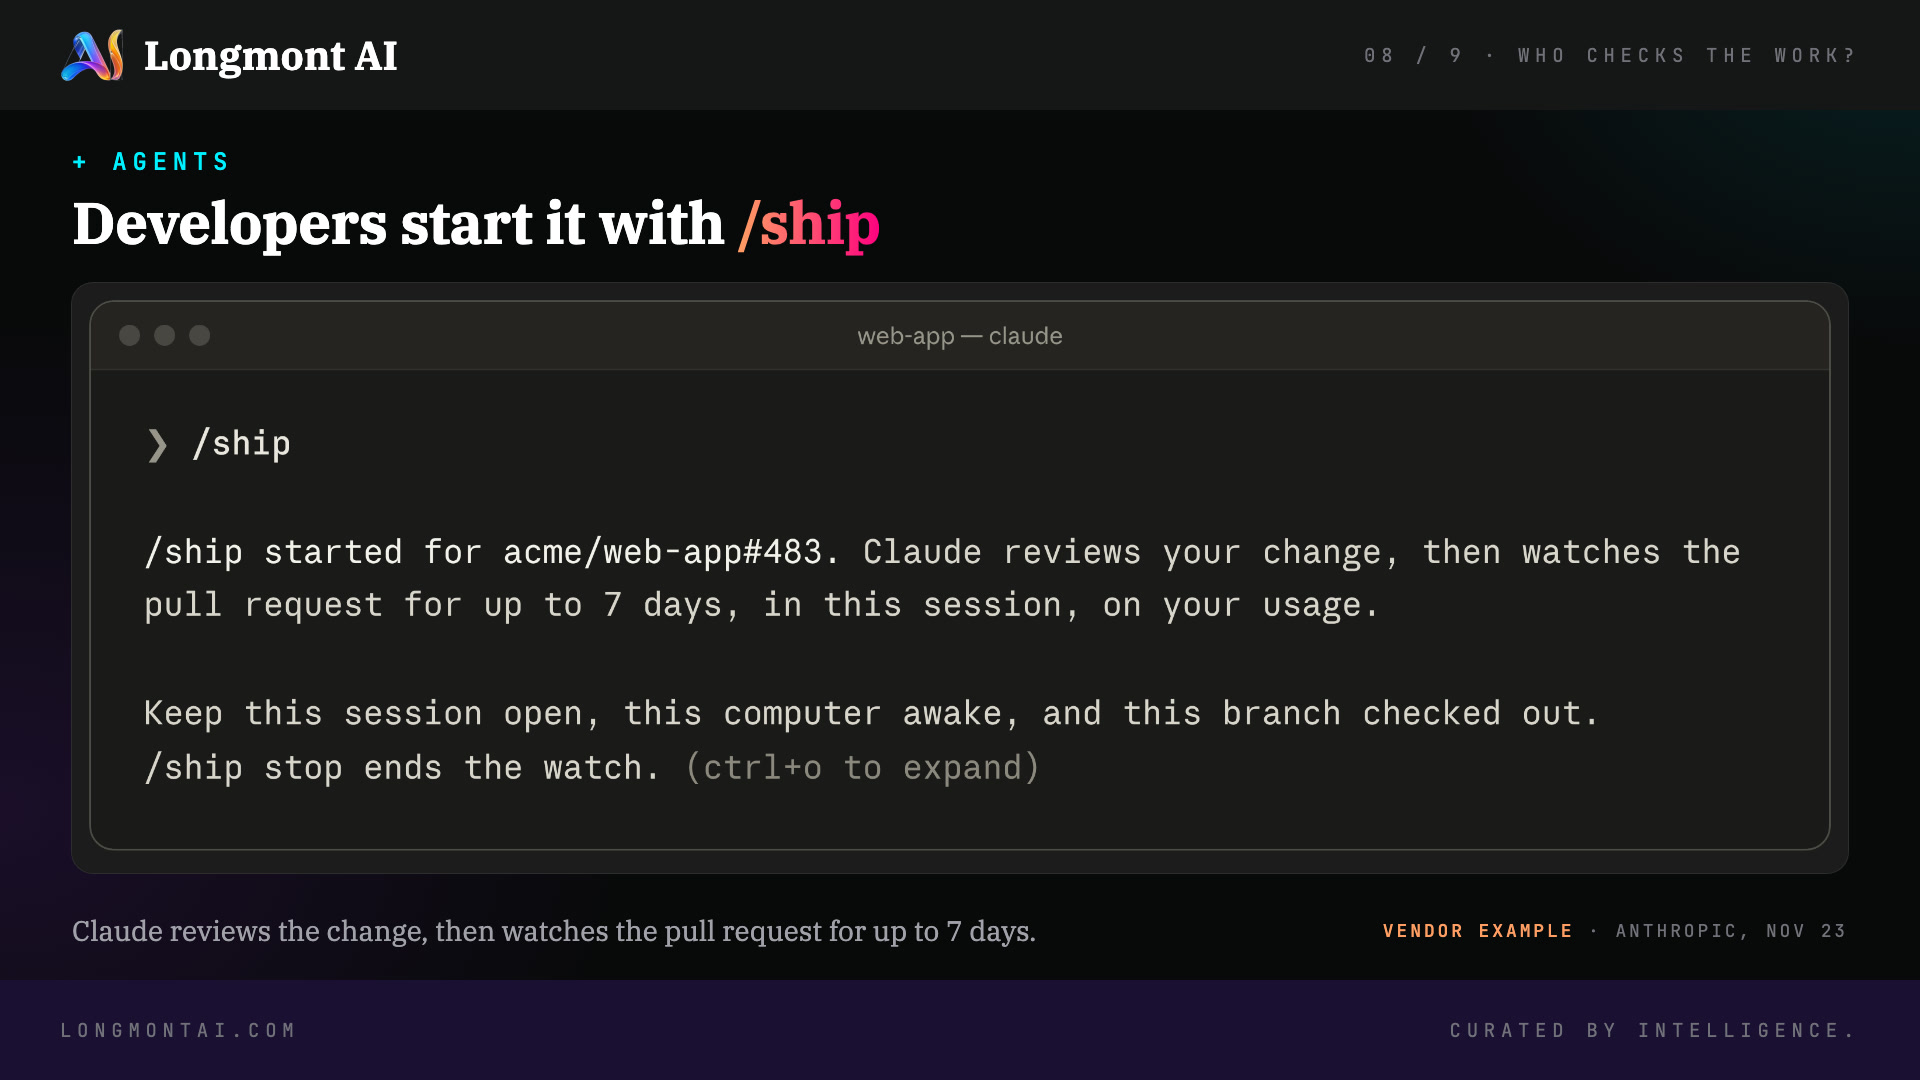 Longmont AI
08 / 9 · WHO CHECKS THE WORK?
+ AGENTS
Developers start it with /ship
web-app — claude
❯ /ship
/ship started for acme/web-app#483. Claude reviews your change, then watches the
pull request for up to 7 days, in this session, on your usage.
Keep this session open, this computer awake, and this branch checked out.
/ship stop ends the watch. (ctrl+o to expand)
Claude reviews the change, then watches the pull request for up to 7 days.
VENDOR EXAMPLE · ANTHROPIC, NOV 23
LONGMONTAI.COM
CURATED BY INTELLIGENCE.